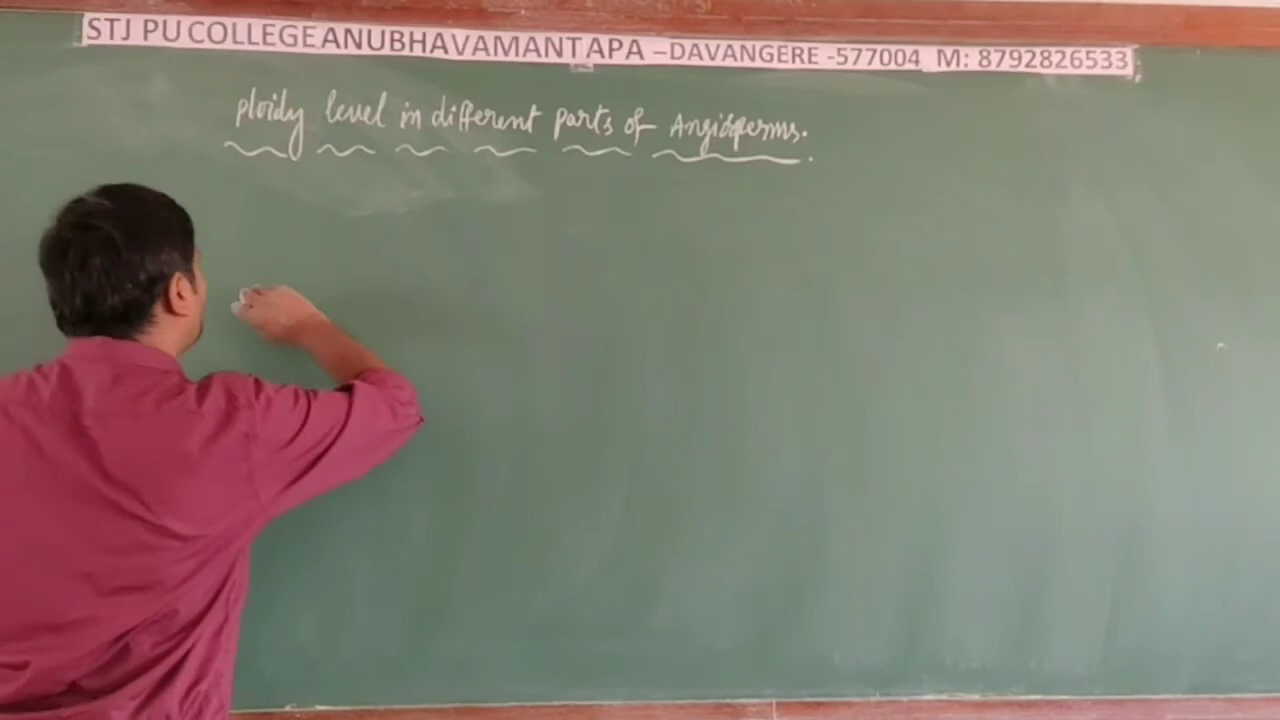 STJ PU COLLEGE ANUBHAVAMANTAPA –DAVANGERE -577004 M: 8792826533
ploidy level in different parts of Angiosperms.